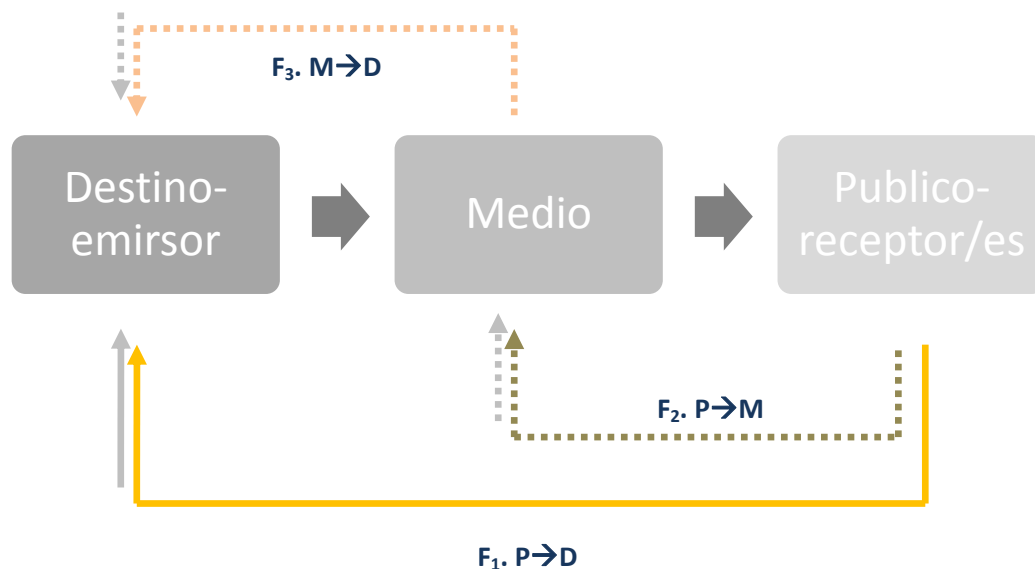 F₃. M→D
Destino-
emirsor
Medio
Publico-
receptor/es
F₂. P→M
F₁. P→D